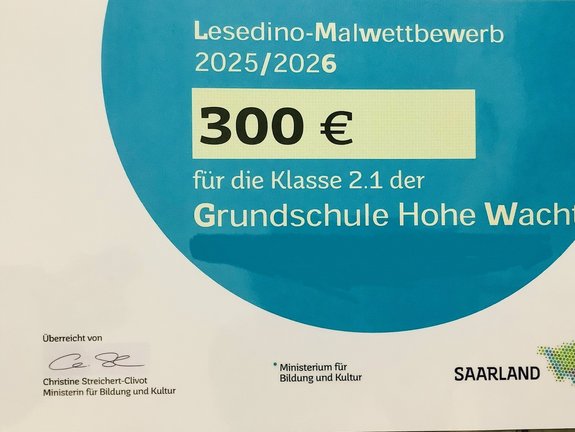 Lesedino-Malwettbewerb
2025/2026
300 €
für die Klasse 2.1 der
Grundschule Hohe Wacht
Überreicht von
Christine Streichert-Clivot
Ministerin für Bildung und Kultur
Ministerium für
Bildung und Kultur
SAARLAND